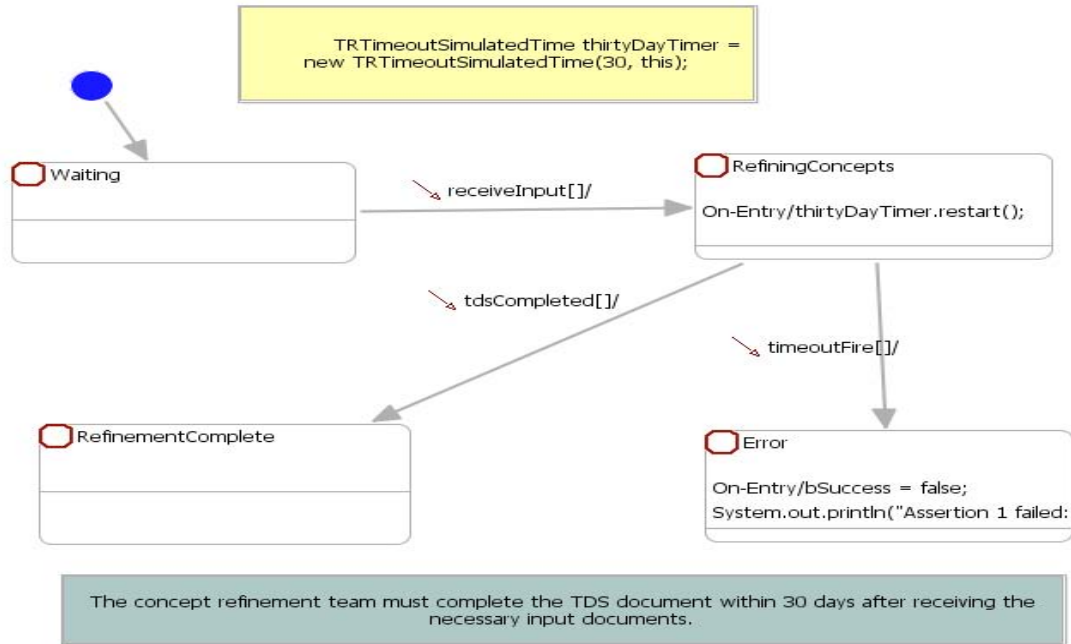 TRTimeoutSimulatedTime thirtyDayTimer =
new TRTimeoutSimulatedTime(30, this);
Waiting
receiveInput[]/
RefiningConcepts
On-Entry/thirtyDayTimer.restart();
tdsCompleted[]/
timeoutFire[]/
RefinementComplete
Error
On-Entry/bSuccess = false;
System.out.println("Assertion 1 failed:
The concept refinement team must complete the TDS document within 30 days after receiving the
necessary input documents.